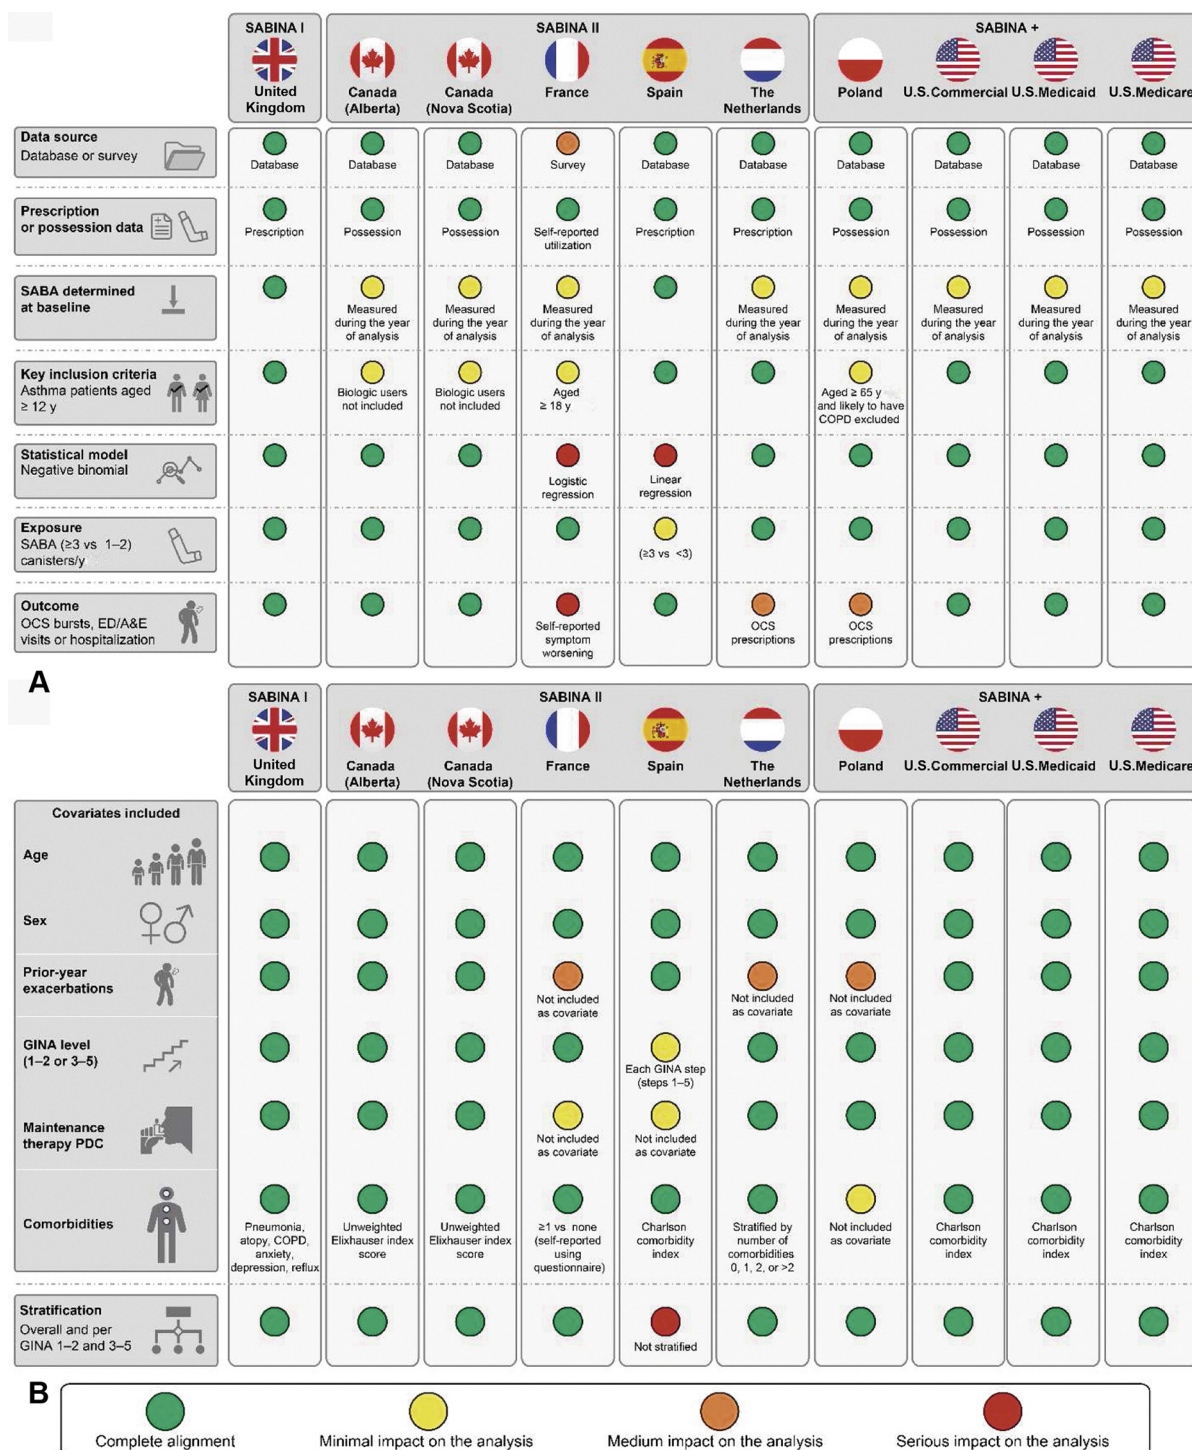 SABINA I
SABINA II
SABINA +
United Kingdom
Canada (Alberta)
Canada (Nova Scotia)
France
Spain
The Netherlands
Poland
U.S.Commercial
U.S.Medicaid
U.S.Medicare
Data source
Database or survey
Database
Database
Database
Survey
Database
Database
Database
Database
Database
Database
Prescription
or possession data
Prescription
Possession
Possession
Self-reported
utilization
Prescription
Prescription
Possession
Possession
Possession
Possession
SABA determined
at baseline
Measured
during the year
of analysis
Measured
during the year
of analysis
Measured
during the year
of analysis
Measured
during the year
of analysis
Measured
during the year
of analysis
Measured
during the year
of analysis
Measured
during the year
of analysis
Measured
during the year
of analysis
Key inclusion criteria
Asthma patients aged
≥ 12 y
Biologic users
not included
Biologic users
not included
Aged
≥ 18 y
Aged ≥ 65 y
and likely to have
COPD excluded
Statistical model
Negative binomial
Logistic
regression
Linear
regression
Exposure
SABA (≥3 vs 1–2)
canisters/y
(≥3 vs <3)
Outcome
OCS bursts, ED/A&E
visits or hospitalization
Self-reported
symptom
worsening
OCS
prescriptions
OCS
prescriptions
A
SABINA I
SABINA II
SABINA +
United
Kingdom
Canada
(Alberta)
Canada
(Nova Scotia)
France
Spain
The
Netherlands
Poland
U.S.Commercial
U.S.Medicaid
U.S.Medicare
Covariates included
Age
Sex
Prior-year
exacerbations
Not included
as covariate
Not included
as covariate
Not included
as covariate
GINA level
(1–2 or 3–5)
Each GINA step
(steps 1–5)
Maintenance
therapy PDC
Not included
as covariate
Not included
as covariate
Comorbidities
Pneumonia,
atopy, COPD,
anxiety,
depression, reflux
Unweighted
Elixhauser index
score
Unweighted
Elixhauser index
score
≥1 vs none
(self-reported
using
questionnaire)
Charlson
comorbidity
index
Stratified by
number of
comorbidities
0, 1, 2, or >2
Not included
as covariate
Charlson
comorbidity
index
Charlson
comorbidity
index
Charlson
comorbidity
index
Stratification
Overall and per
GINA 1–2 and 3–5
Not stratified
B
Complete alignment
Minimal impact on the analysis
Medium impact on the analysis
Serious impact on the analysis